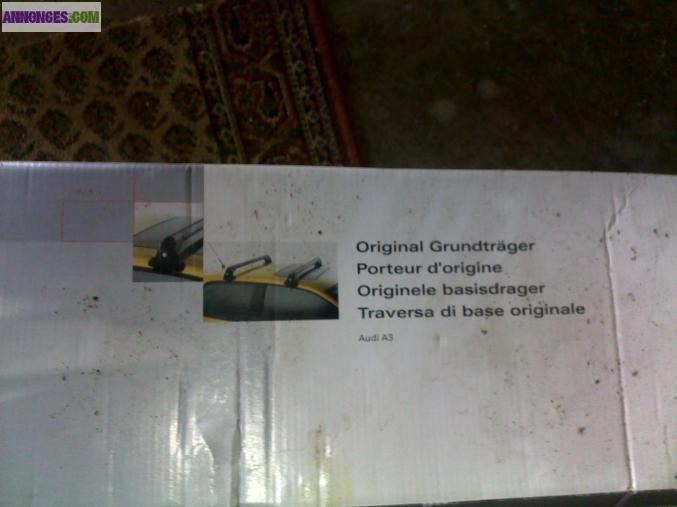 ANNONCES.COM
Original Grundträger
Porteur d'origine
Originele basisdrager
Traversa di base originale
Audi A3